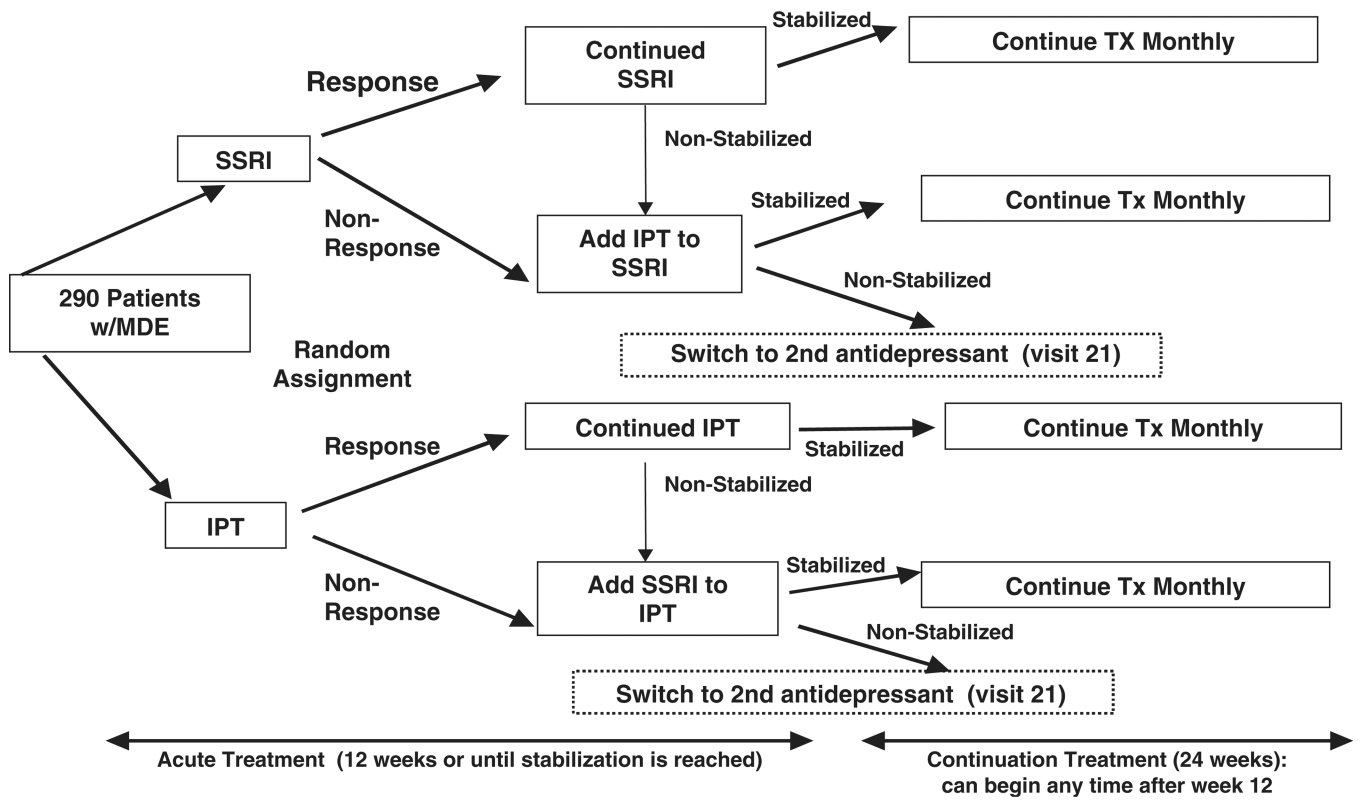 Stabilized
Continue TX Monthly
Continued
SSRI
Response
Non-Stabilized
SSRI
Stabilized
Continue Tx Monthly
Non-
Response
Add IPT to
SSRI
Non-Stabilized
290 Patients
w/MDE
Random
Assignment
Switch to 2nd antidepressant (visit 21)
Continued IPT
Continue Tx Monthly
Response
Stabilized
Non-Stabilized
IPT
Stabilized
Continue Tx Monthly
Non-
Response
Add SSRI to
IPT
Non-Stabilized
Switch to 2nd antidepressant (visit 21)
Acute Treatment (12 weeks or until stabilization is reached)
Continuation Treatment (24 weeks):
can begin any time after week 12